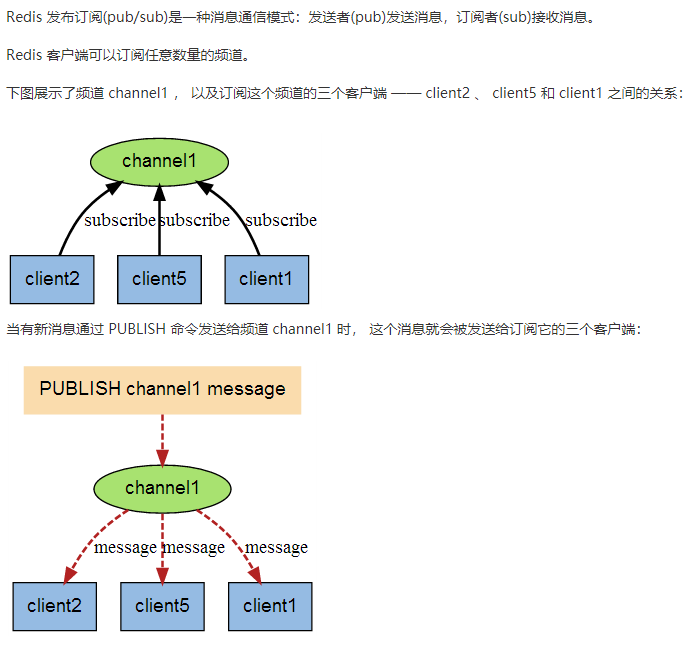 Redis 发布订阅(pub/sub)是一种消息通信模式：发送者(pub)发送消息，订阅者(sub)接收消息。
Redis 客户端可以订阅任意数量的频道。
下图展示了频道 channel1 ， 以及订阅这个频道的三个客户端 —— client2 、 client5 和 client1 之间的关系：
channel1
subscribe subscribe subscribe
client2 client5 client1
当有新消息通过 PUBLISH 命令发送给频道 channel1 时， 这个消息就会被发送给订阅它的三个客户端：
PUBLISH channel1 message
channel1
message message message
client2 client5 client1